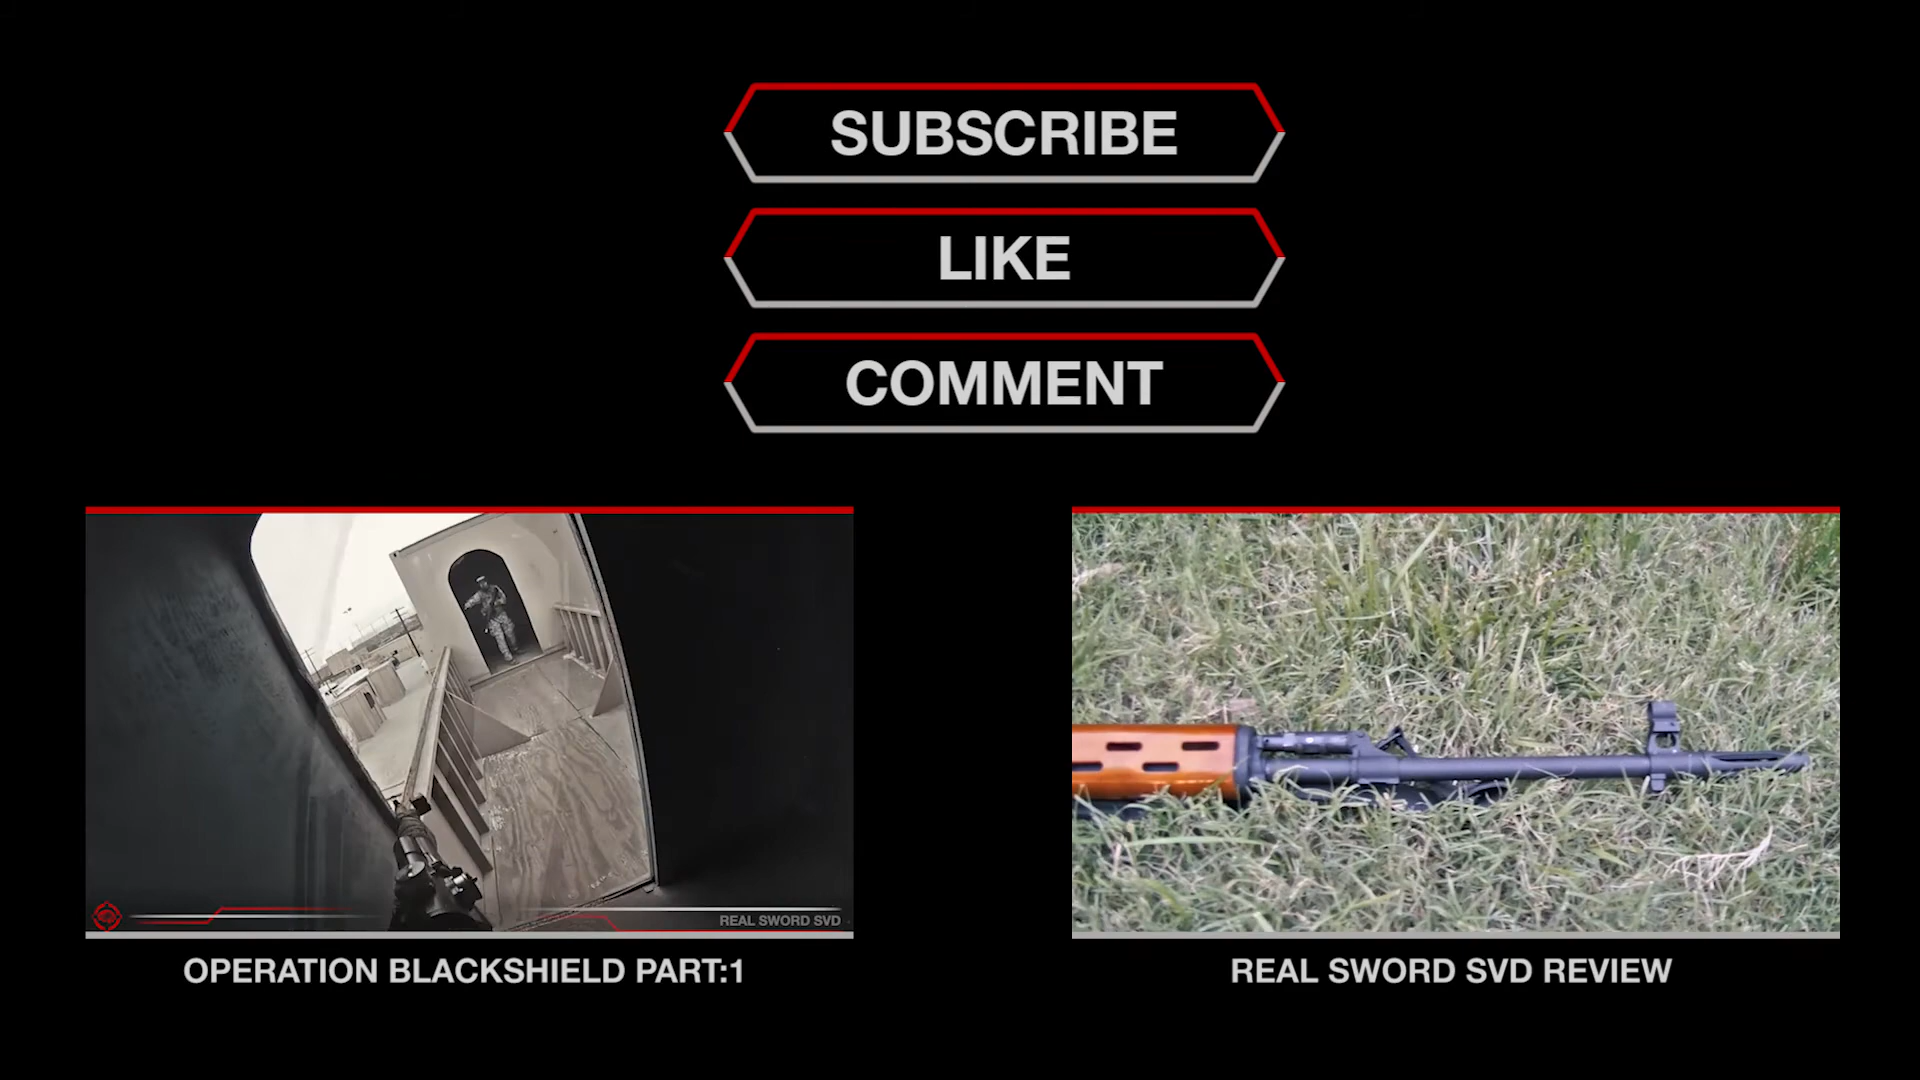 SUBSCRIBE
LIKE
COMMENT
REAL SWORD SVD
OPERATION BLACKSHIELD PART:1
REAL SWORD SVD REVIEW